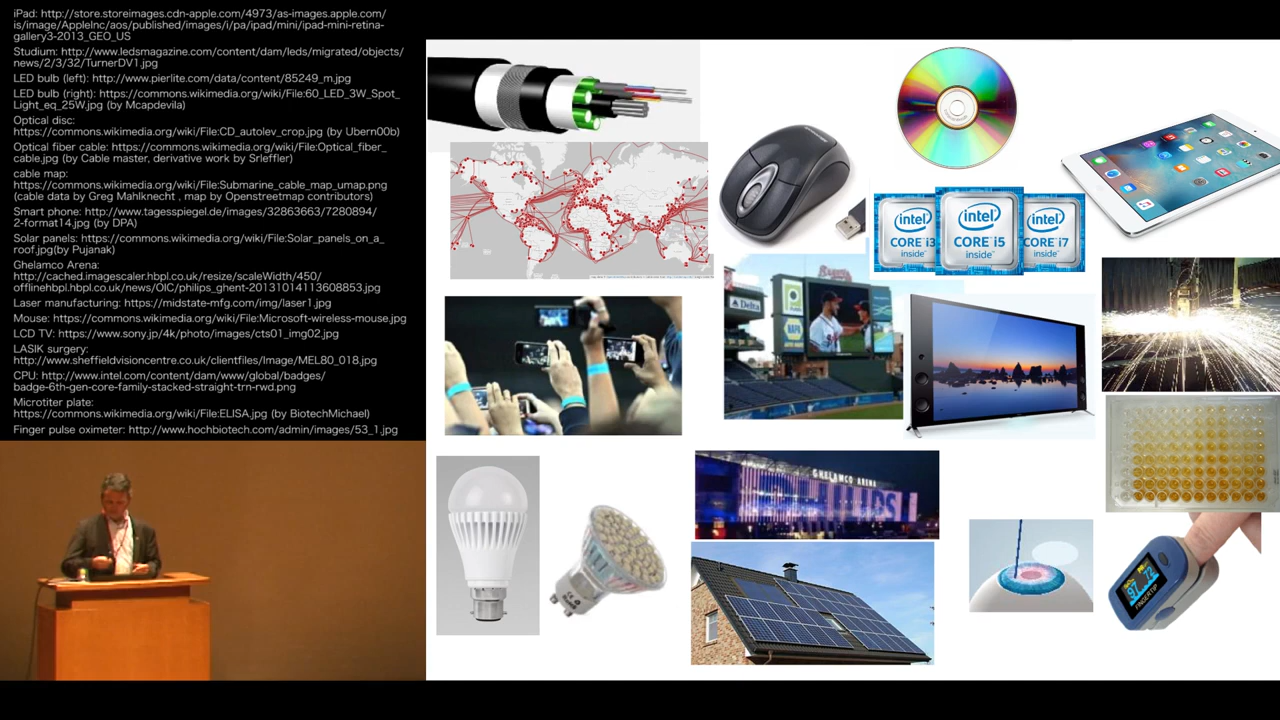 iPad: http://store.storeimages.cdn-apple.com/4973/as-images.apple.com/
is/image/AppleInc/aos/published/images/i/pa/ipad/mini/ipad-mini-retina-
gallery3-2013_GEO_US
Studium: http://www.ledsmagazine.com/content/dam/leds/migrated/objects/
news/2/3/32/TurnerDV1.jpg
LED bulb (left): http://www.pierlite.com/data/content/85249_m.jpg
LED bulb (right): https://commons.wikimedia.org/wiki/File:60_LED_3W_Spot_
Light_eq_25W.jpg (by Mcapdevila)
Optical disc:
https://commons.wikimedia.org/wiki/File:CD_autolev_crop.jpg (by Ubern00b)
Optical fiber cable: https://commons.wikimedia.org/wiki/File:Optical_fiber_
cable.jpg (by Cable master, derivative work by Srleffler)
cable map:
https://commons.wikimedia.org/wiki/File:Submarine_cable_map_umap.png
(cable data by Greg Mahlknecht , map by Openstreetmap contributors)
Smart phone: http://www.tagesspiegel.de/images/32863663/7280894/
2-format14.jpg (by DPA)
Solar panels: https://commons.wikimedia.org/wiki/File:Solar_panels_on_a_
roof.jpg(by Pujanak)
Ghelamco Arena:
http://cached.imagescaler.hbpl.co.uk/resize/scaleWidth/450/
offlinehbpl.hbpl.co.uk/news/OIC/philips_ghent-20131014113608853.jpg
Laser manufacturing: https://midstate-mfg.com/img/laser1.jpg
Mouse: https://commons.wikimedia.org/wiki/File:Microsoft-wireless-mouse.jpg
LCD TV: https://www.sony.jp/4k/photo/images/cts01_img02.jpg
LASIK surgery:
http://www.sheffieldvisioncentre.co.uk/clientfiles/Image/MEL80_018.jpg
CPU: http://www.intel.com/content/dam/www/global/badges/
badge-6th-gen-core-family-stacked-straight-trn-rwd.png
Microtiter plate:
https://commons.wikimedia.org/wiki/File:ELISA.jpg (by BiotechMichael)
Finger pulse oximeter: http://www.hochbiotech.com/admin/images/53_1.jpg
intel
CORE i3
inside
intel
CORE i5
inside
intel
CORE i7
inside
Braves
Delta
NAPA
GHELAMCO ARENA
PHILIPS
97 72
FINGERTIP